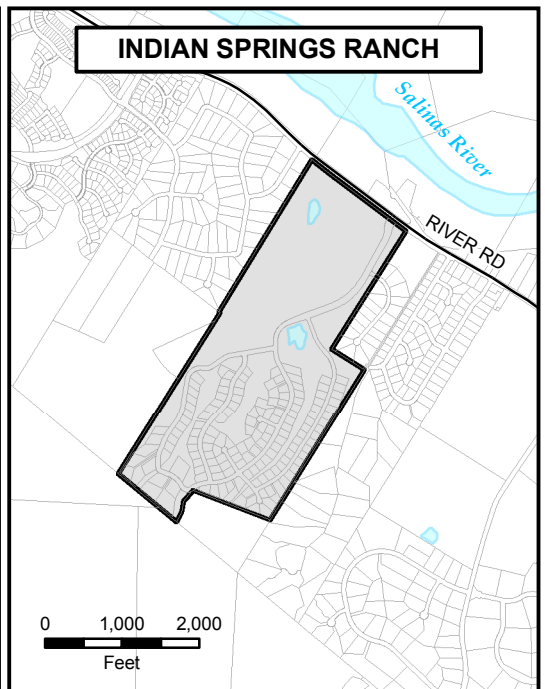 INDIAN SPRINGS RANCH
Salinas River
RIVER RD
0 1,000 2,000
Feet